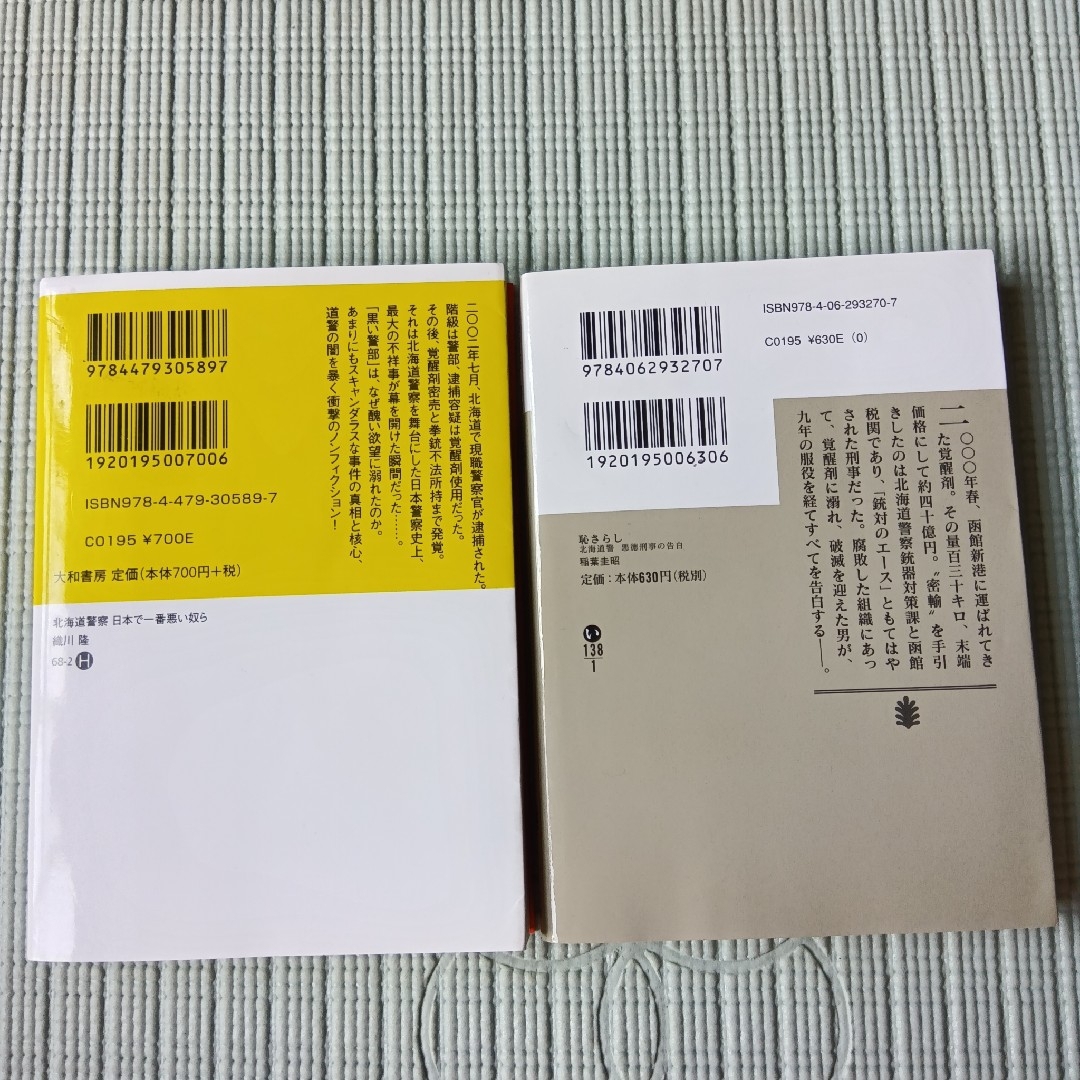 9784479305897
1920195007006
ISBN978-4-479-30589-7
C0195 ¥700E
大和書房 定価(本体700円+税)
二〇〇二年七月、北海道で現職警察官が逮捕された。
階級は警部、逮捕容疑は覚醒剤使用だった。
その後、覚醒剤密売と拳銃不法所持まで発覚。
それは北海道警察を舞台にした日本警察史上、
最大の不祥事が幕を開けた瞬間だった……。
「黒い警部」は、なぜ醜い欲望に溺れたのか。
あまりにもスキャンダラスな事件の真相と核心、
道警の闇を暴く衝撃のノンフィクション!
北海道警察 日本で一番悪い奴ら
織川 隆
68-2 H
9784062932707
1920195006306
ISBN978-4-06-293270-7
C0195 ¥630E (0)
恥さらし
北海道警 悪徳刑事の告白
稲葉圭昭
定価:本体630円(税別)
い
138
1
二〇〇〇年春、函館新港に運ばれてき
た覚醒剤。その量百三十キロ、末端
価格にして約四十億円。〝密輸〟を手引
きしたのは北海道警察銃器対策課と函館
税関であり、「銃対のエース」ともてはや
された刑事だった。腐敗した組織にあっ
て、覚醒剤に溺れ、破滅を迎えた男が、
九年の服役を経てすべてを告白する――。